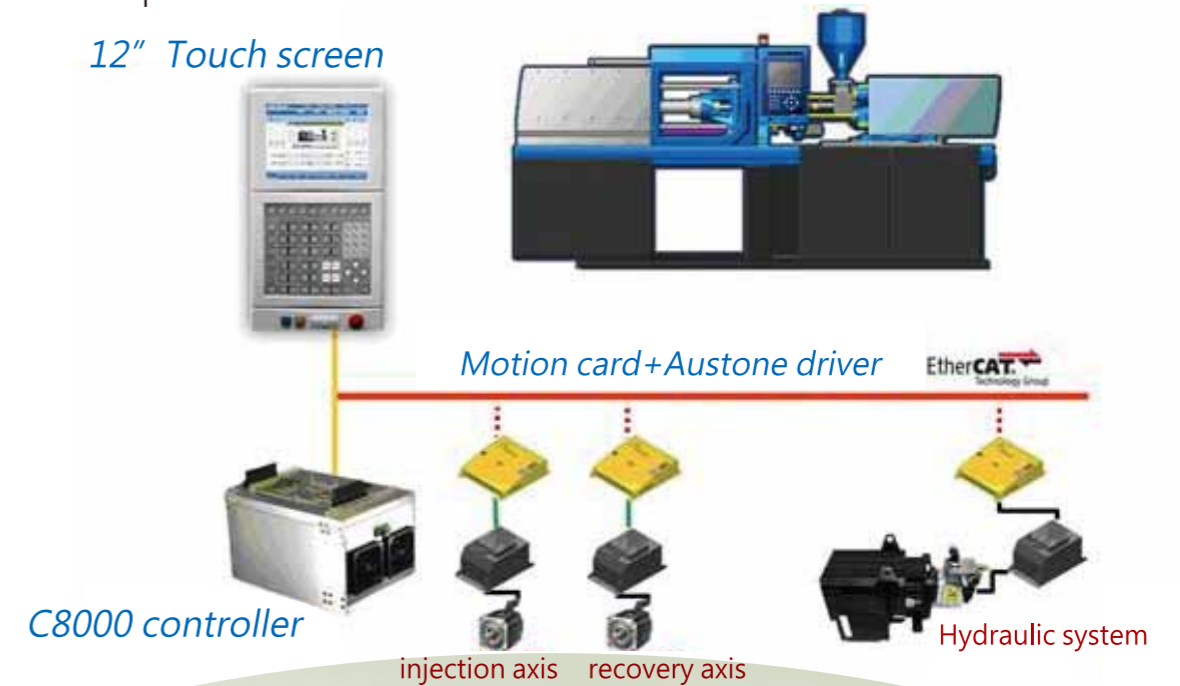 12” Touch screen
Motion card+Austone driver
EtherCAT.
Technology Group
C8000 controller
Hydraulic system
injection axis recovery axis